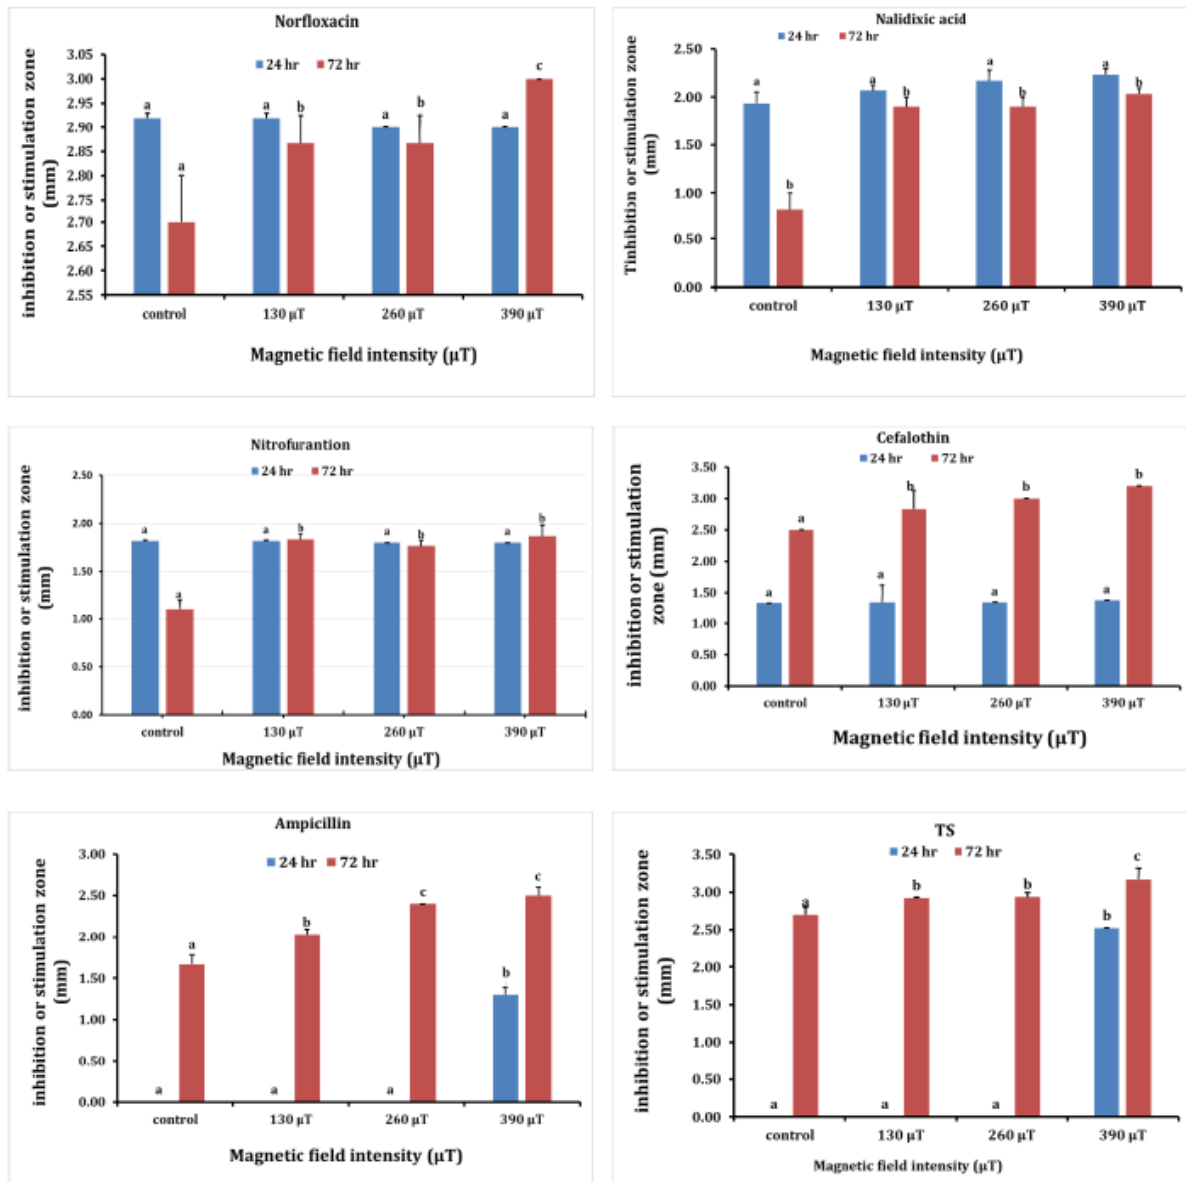 Norfloxacin
24 hr 72 hr
inhibition or stimulation zone
(mm)
3.05
3.00
2.95
2.90
2.85
2.80
2.75
2.70
2.65
2.60
2.55
a a a b a b a c
control 130 µT 260 µT 390 µT
Magnetic field intensity (µT)
Nalidixic acid
24 hr 72 hr
Tinhibition or stimulation zone
(mm)
2.50
2.00
1.50
1.00
0.50
0.00
a b a b a b a b
control 130 µT 260 µT 390 µT
Magnetic field intensity (µT)
Nitrofurantion
24 hr 72 hr
inhibition or stimulation zone
(mm)
2.50
2.00
1.50
1.00
0.50
0.00
a a a b a b a b
control 130 µT 260 µT 390 µT
Magnetic field intensity (µT)
Cefalothin
24 hr 72 hr
inhibition or stimulation
zone (mm)
3.50
3.00
2.50
2.00
1.50
1.00
0.50
0.00
a a a b a b a b
control 130 µT 260 µT 390 µT
Magnetic field intensity (µT)
Ampicillin
24 hr 72 hr
inhibition or stimulation zone
(mm)
3.00
2.50
2.00
1.50
1.00
0.50
0.00
a a a b a c b c
control 130 µT 260 µT 390 µT
Magnetic field intensity (µT)
TS
24 hr 72 hr
inhibition or stimulation zone
(mm)
3.50
3.00
2.50
2.00
1.50
1.00
0.50
0.00
a a a b a b b c
control 130 µT 260 µT 390 µT
Magnetic field intensity (µT)